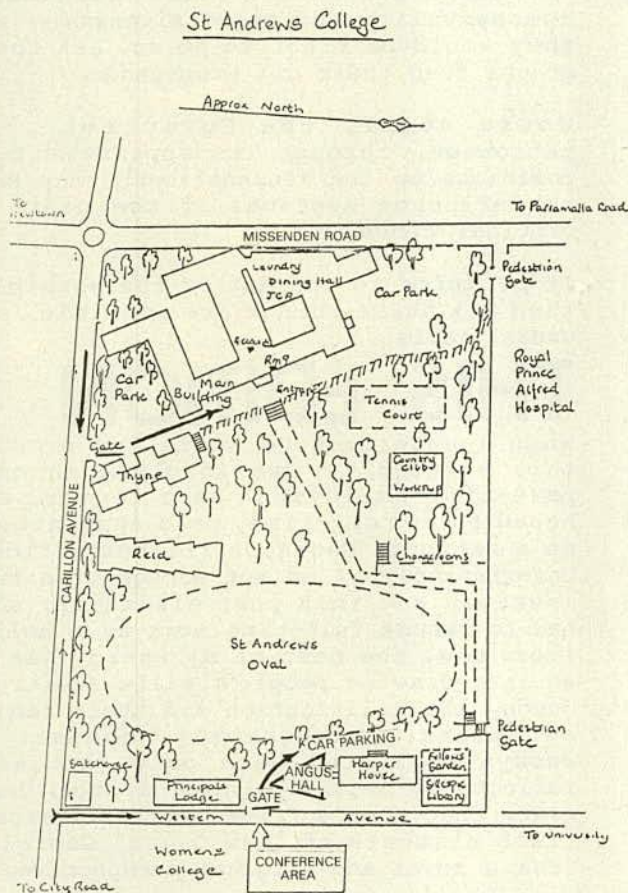 St Andrews College
Approx North
To
Newtown
To Parramatta Road
MISSENDEN ROAD
Laundry
Dining Hall
JCR
Car Park
Pedestrian
Gate
Rm9
Car
Park
Main
Building
Entry
Tennis
Court
Royal
Prince
Alfred
Hospital
Gate
Thyne
Country
Club
Workshop
CARILLON AVENUE
Reid
Changerooms
St Andrews
Oval
CAR PARKING
Pedestrian
Gate
Gatehouse
Principals
Lodge
GATE
ANGUS
HALL
Harper
House
Fellows
Garden
Gillespie
Library
Western Avenue
To University
Womens
College
CONFERENCE
AREA
To City Road